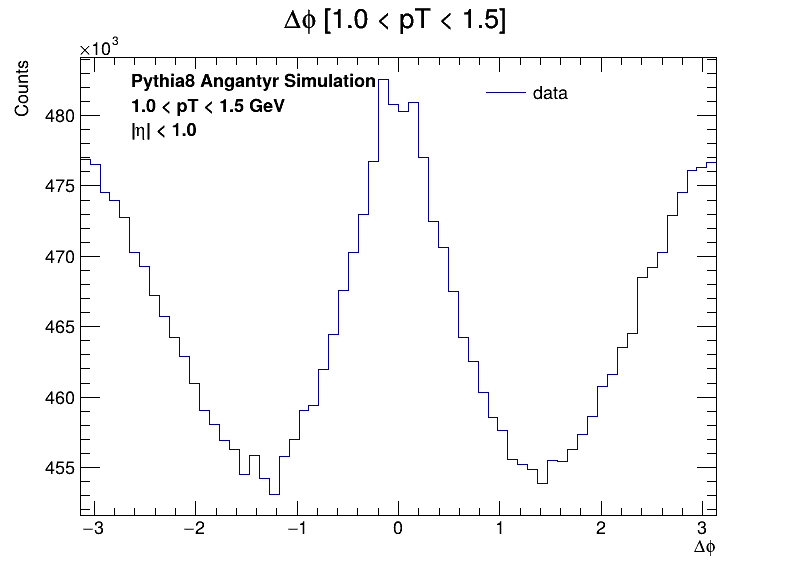 Δϕ [1.0 < pT < 1.5]
×10³
Counts
Pythia8 Angantyr Simulation
1.0 < pT < 1.5 GeV
|η| < 1.0
data
480
475
470
465
460
455
−3 −2 −1 0 1 2 3
Δϕ